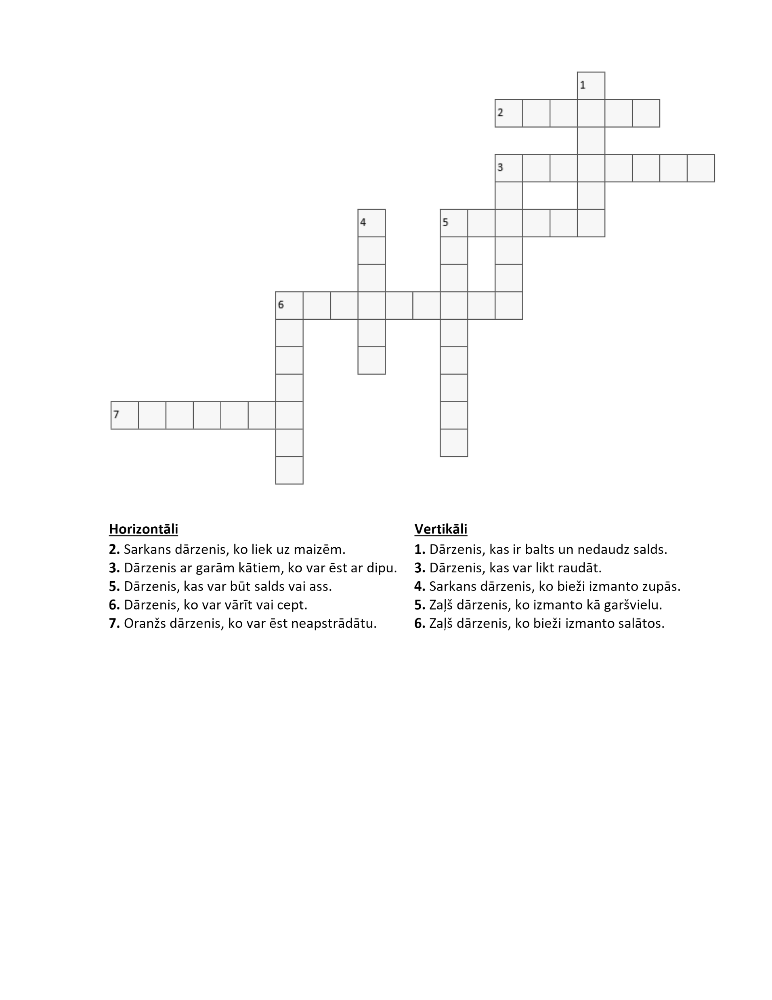 1
2
3
4
5
6
7
Horizontāli
2. Sarkans dārzenis, ko liek uz maizēm.
3. Dārzenis ar garām kātiem, ko var ēst ar dipu.
5. Dārzenis, kas var būt salds vai ass.
6. Dārzenis, ko var vārīt vai cept.
7. Oranžs dārzenis, ko var ēst neapstrādātu.
Vertikāli
1. Dārzenis, kas ir balts un nedaudz salds.
3. Dārzenis, kas var likt raudāt.
4. Sarkans dārzenis, ko bieži izmanto zupās.
5. Zaļš dārzenis, ko izmanto kā garšvielu.
6. Zaļš dārzenis, ko bieži izmanto salātos.